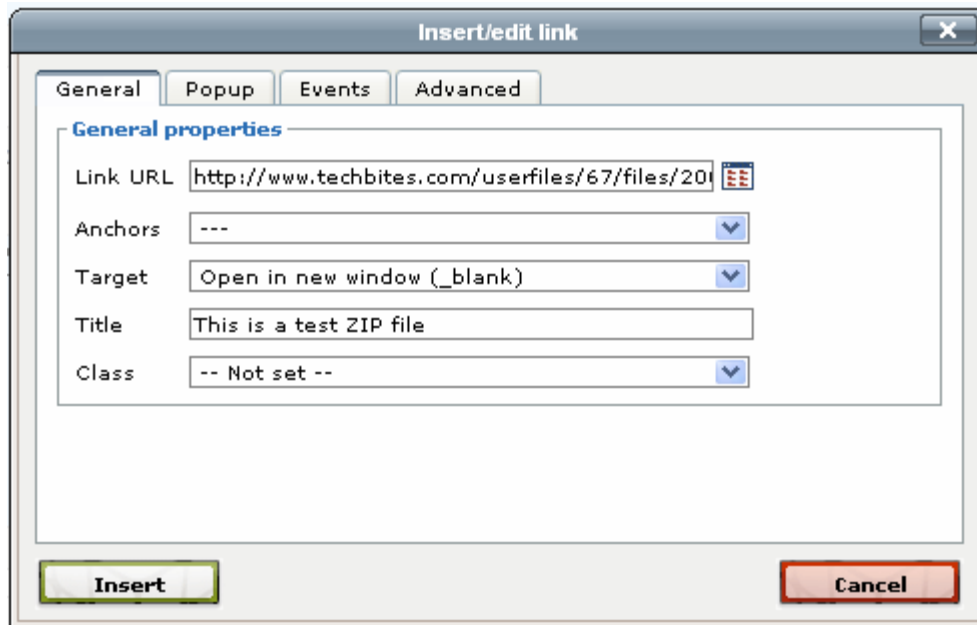 Insert/edit link
General Popup Events Advanced
General properties
Link URL http://www.techbites.com/userfiles/67/files/20
Anchors ---
Target Open in new window (_blank)
Title This is a test ZIP file
Class -- Not set --
Insert Cancel